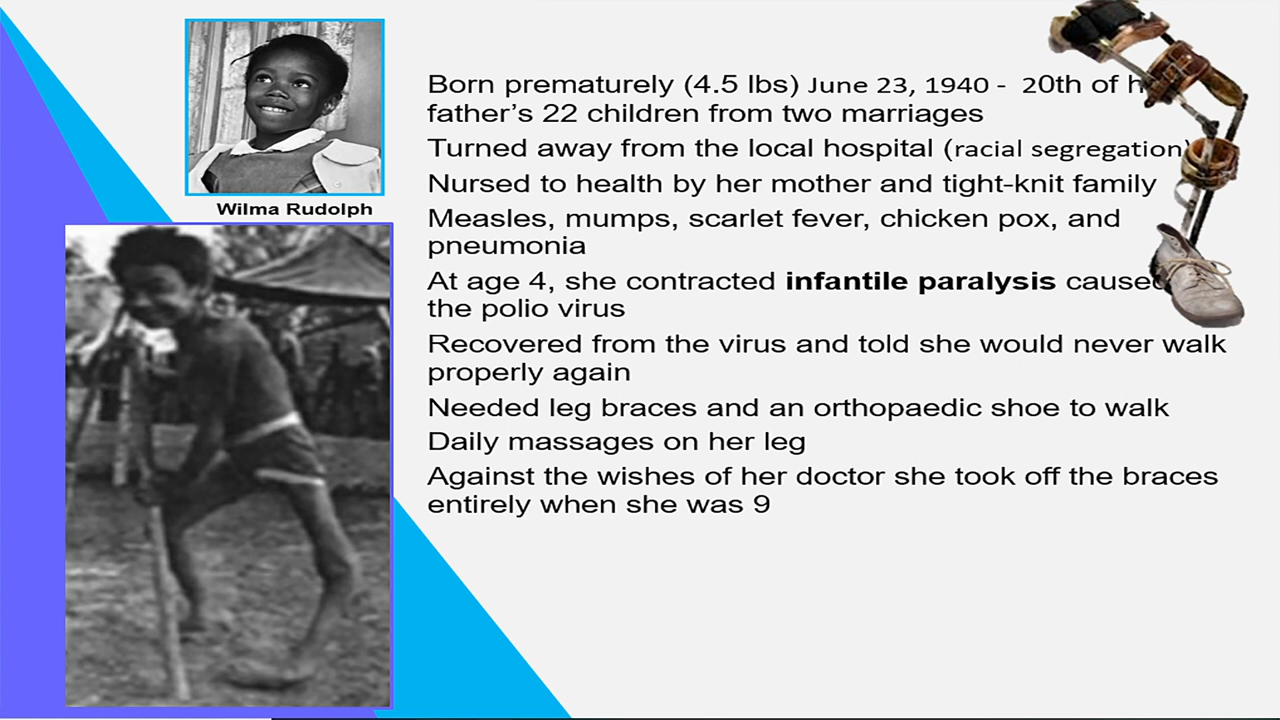 Wilma Rudolph
Born prematurely (4.5 lbs) June 23, 1940 - 20th of h
father’s 22 children from two marriages
Turned away from the local hospital (racial segregation)
Nursed to health by her mother and tight-knit family
Measles, mumps, scarlet fever, chicken pox, and
pneumonia
At age 4, she contracted infantile paralysis cause
the polio virus
Recovered from the virus and told she would never walk
properly again
Needed leg braces and an orthopaedic shoe to walk
Daily massages on her leg
Against the wishes of her doctor she took off the braces
entirely when she was 9